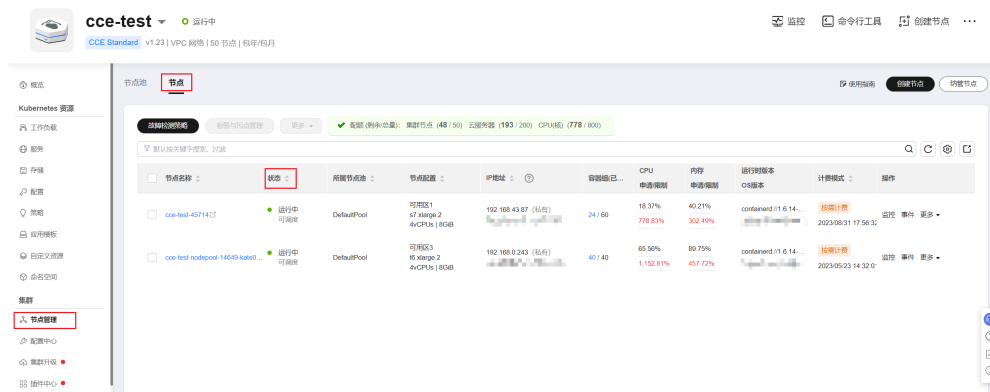 cce-test 运行中
CCE Standard v1.23 | VPC 网络 | 50 节点 | 包年/包月
监控 命令行工具 创建节点 ...
概览
Kubernetes 资源
工作负载
服务
存储
配置
策略
应用模板
自定义资源
命名空间
集群
节点管理
配置中心
集群升级
插件中心
节点池 节点
使用指南 创建节点 纳管节点
故障检测策略 标签与污点管理 更多 配额 (剩余/总量): 集群节点 (48 / 50) 云服务器 (193 / 200) CPU(核) (778 / 800)
默认按关键字搜索、过滤
节点名称 状态 所属节点池 节点配置 IP地址 容器组(已... CPU 申请/限制 内存 申请/限制 运行时版本 OS版本 计费模式 操作
cce-test-45714 运行中 DefaultPool 可用区1 192.168.43.87 (私有) 24 / 60 18.37% 40.21% containerd://1.6.14-... 按需计费 监控 事件 更多
可调度 s7.xlarge.2 778.83% 302.49% 2023/08/31 17:56:32
4vCPUs | 8GiB
cce-test-nodepool-14649-kate0... 运行中 DefaultPool 可用区3 192.168.0.243 (私有) 40 / 40 65.56% 89.75% containerd://1.6.14-... 按需计费 监控 事件 更多
可调度 t6.xlarge.2 1,152.81% 457.72% 2023/05/23 14:32:0
4vCPUs | 8GiB